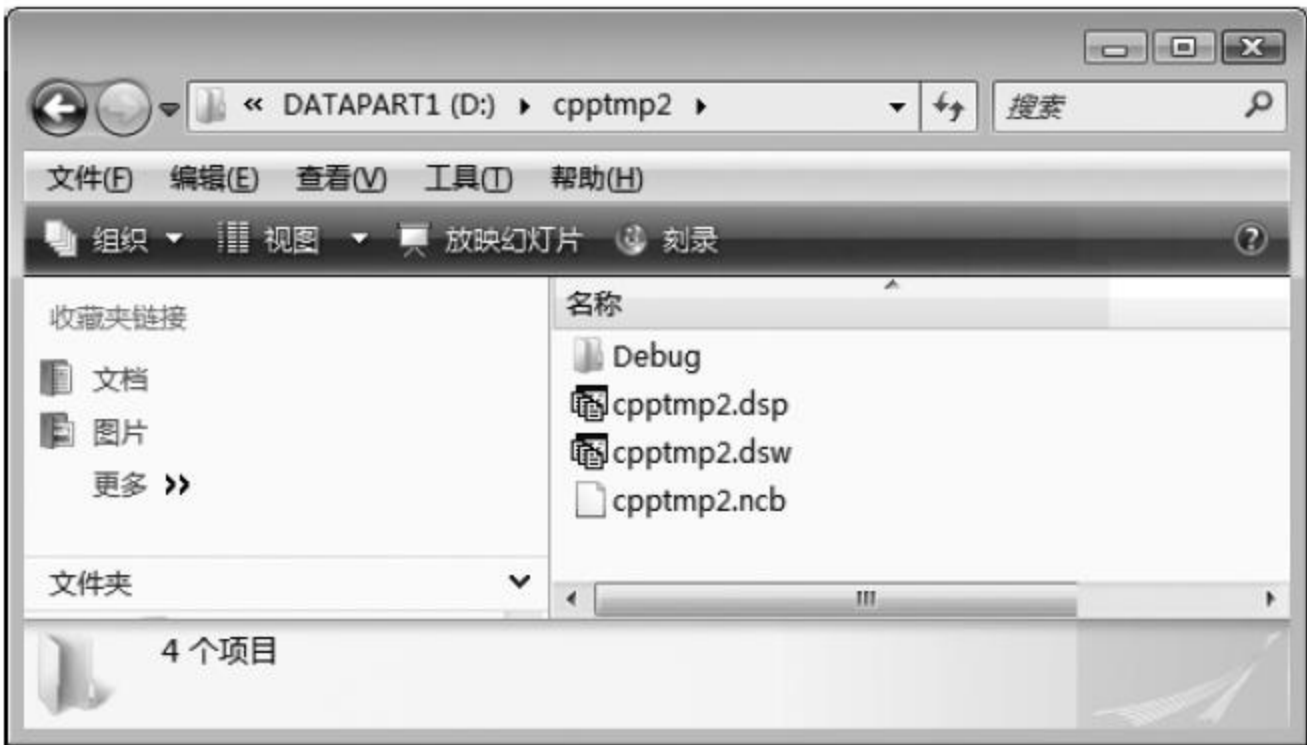 « DATAPART1 (D:) cpptmp2 搜索
文件(F) 编辑(E) 查看(V) 工具(T) 帮助(H)
组织 视图 放映幻灯片 刻录 ?
收藏夹链接
文档
图片
更多 »
文件夹
名称
Debug
cpptmp2.dsp
cpptmp2.dsw
cpptmp2.ncb
4 个项目